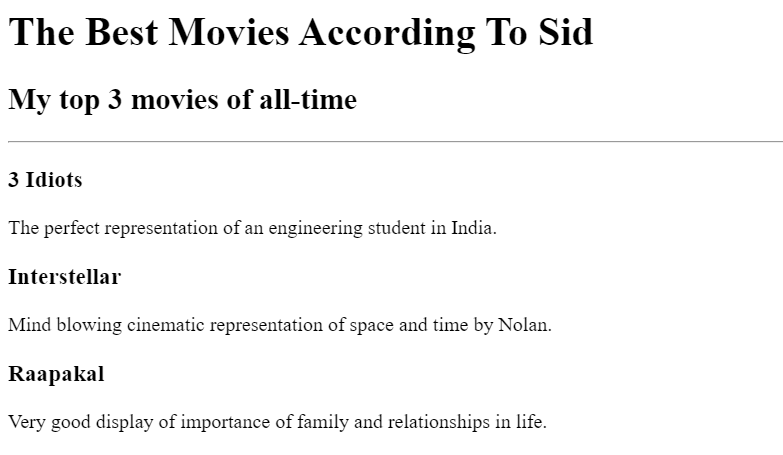 The Best Movies According To Sid
My top 3 movies of all-time
3 Idiots
The perfect representation of an engineering student in India.
Interstellar
Mind blowing cinematic representation of space and time by Nolan.
Raapakal
Very good display of importance of family and relationships in life.